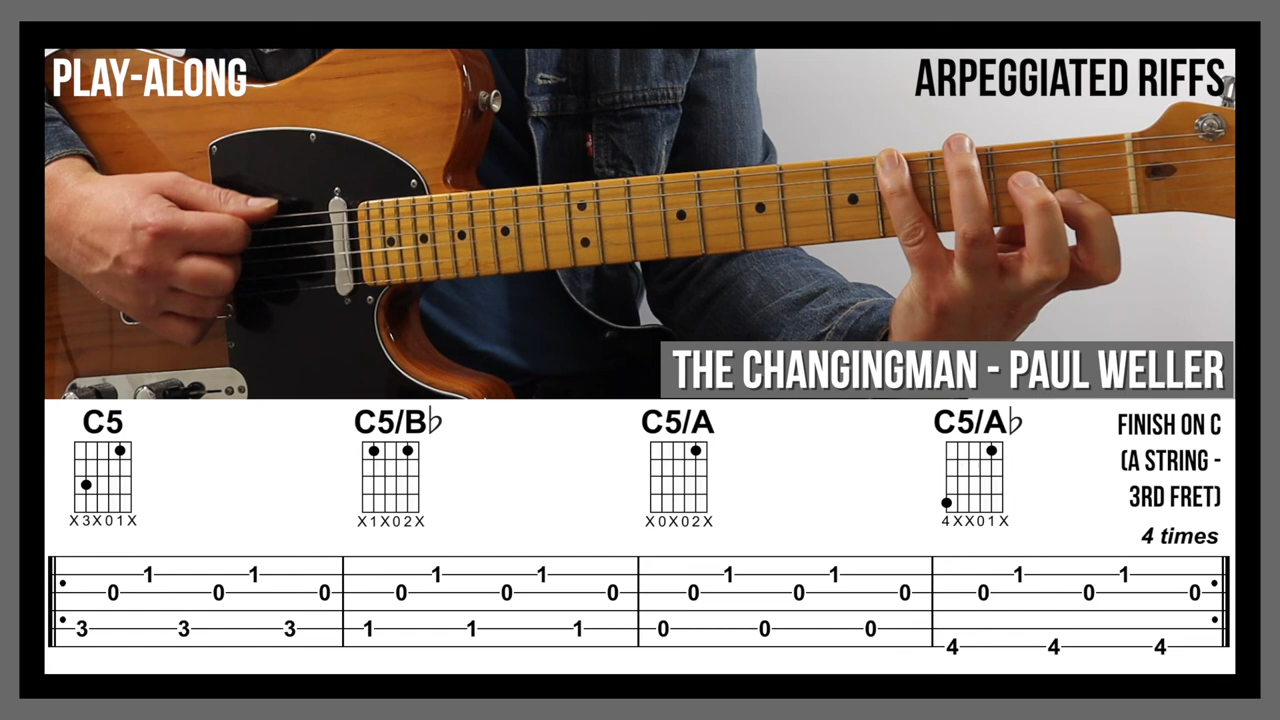 PLAY-ALONG
ARPEGGIATED RIFFS
THE CHANGINGMAN - PAUL WELLER
C5 C5/B♭ C5/A C5/A♭
FINISH ON C
(A STRING -
3RD FRET)
X3X01X X1X02X X0X02X 4XX01X
4 times
1 1 1 1 1 1 1 1
0 0 0 0 0 0 0 0 0 0 0 0
3 3 3 1 1 1 0 0 0
4 4 4